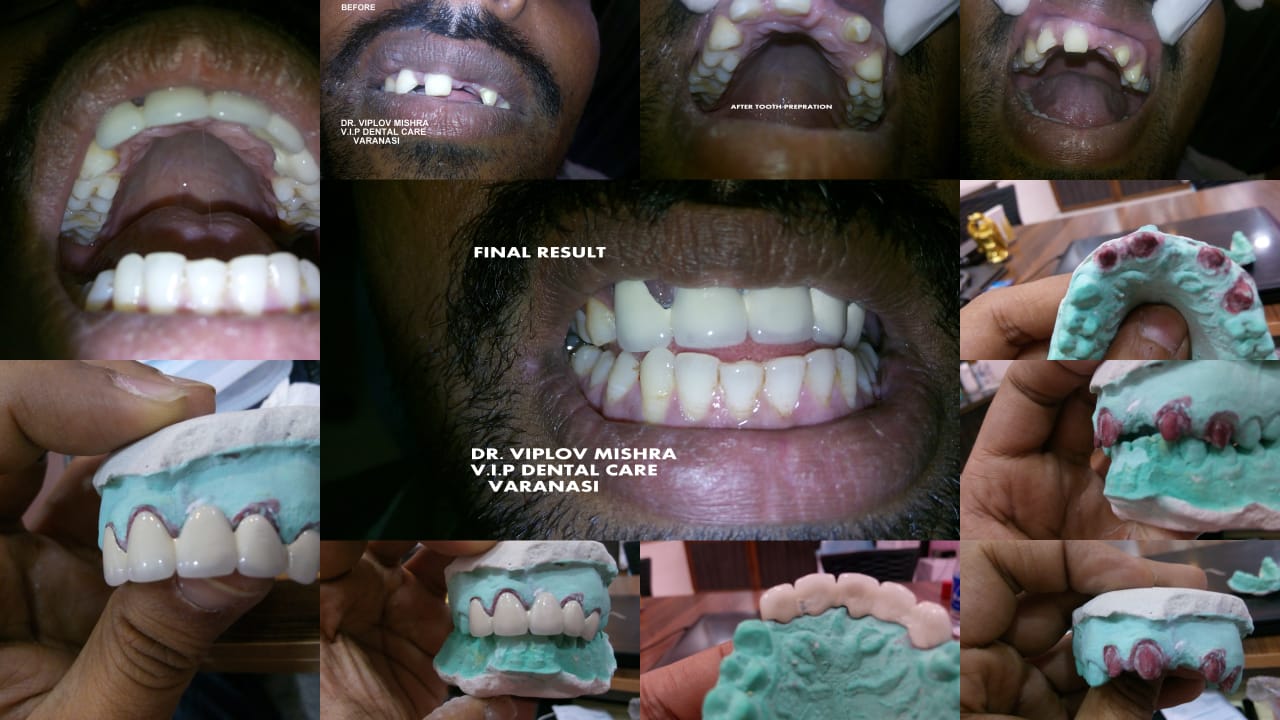 BEFORE
DR. VIPLOV MISHRA
V.I.P DENTAL CARE
VARANASI
AFTER TOOTH-PREPRATION
FINAL RESULT
DR. VIPLOV MISHRA
V.I.P DENTAL CARE
VARANASI